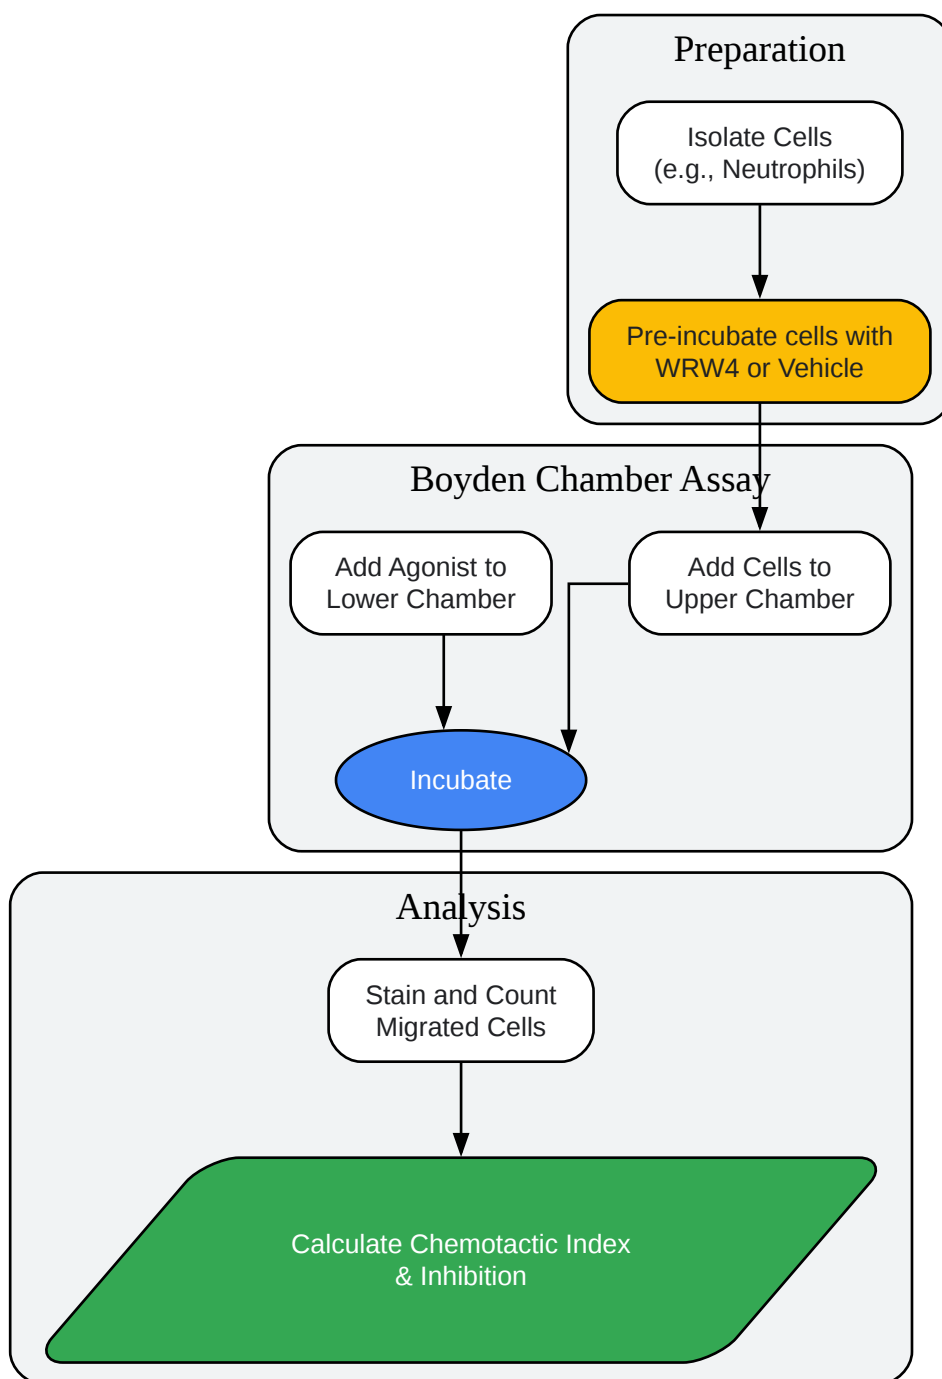 Preparation
Isolate Cells
(e.g., Neutrophils)
Pre-incubate cells with
WRW4 or Vehicle
Boyden Chamber Assay
Add Agonist to
Lower Chamber
Add Cells to
Upper Chamber
Incubate
Analysis
Stain and Count
Migrated Cells
Calculate Chemotactic Index
& Inhibition